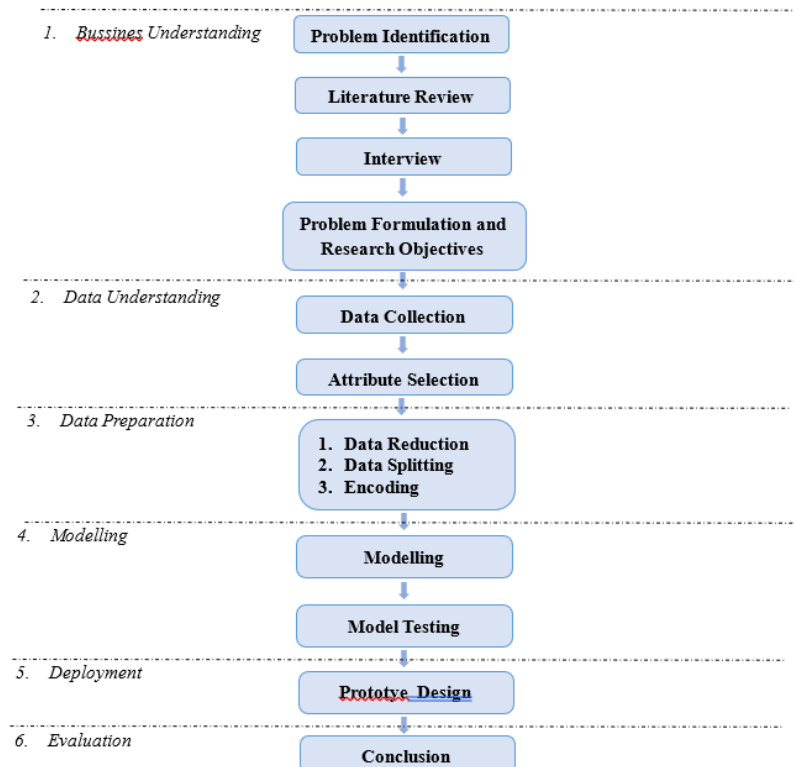 1. Bussines Understanding
Problem Identification
Literature Review
Interview
Problem Formulation and
Research Objectives
2. Data Understanding
Data Collection
Attribute Selection
3. Data Preparation
1. Data Reduction
2. Data Splitting
3. Encoding
4. Modelling
Modelling
Model Testing
5. Deployment
Prototye Design
6. Evaluation
Conclusion